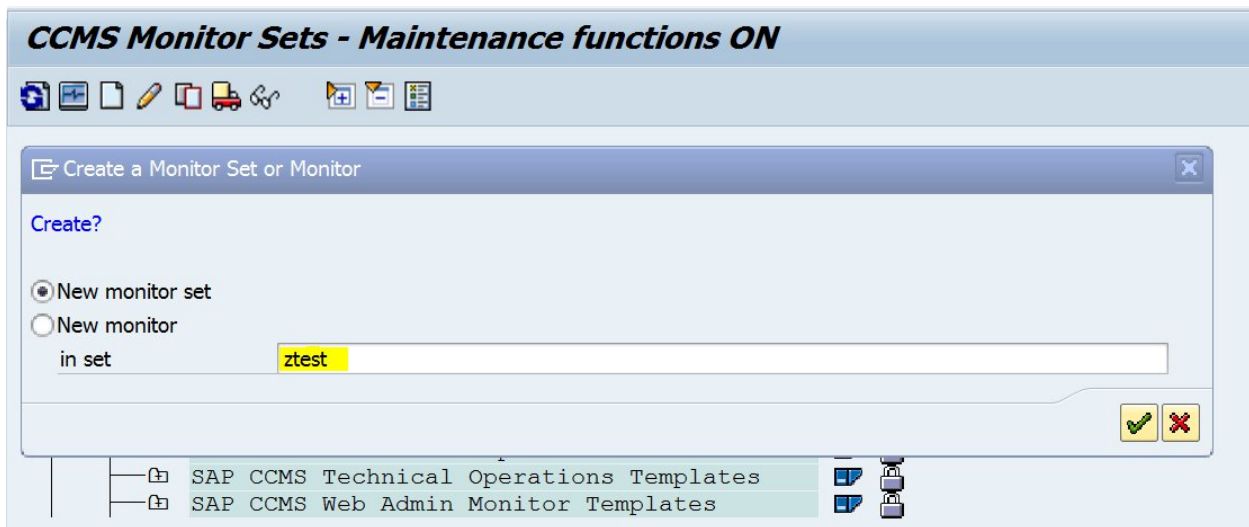 CCMS Monitor Sets - Maintenance functions ON
Create a Monitor Set or Monitor
Create?
New monitor set
New monitor
in set ztest
SAP CCMS Technical Operations Templates
SAP CCMS Web Admin Monitor Templates